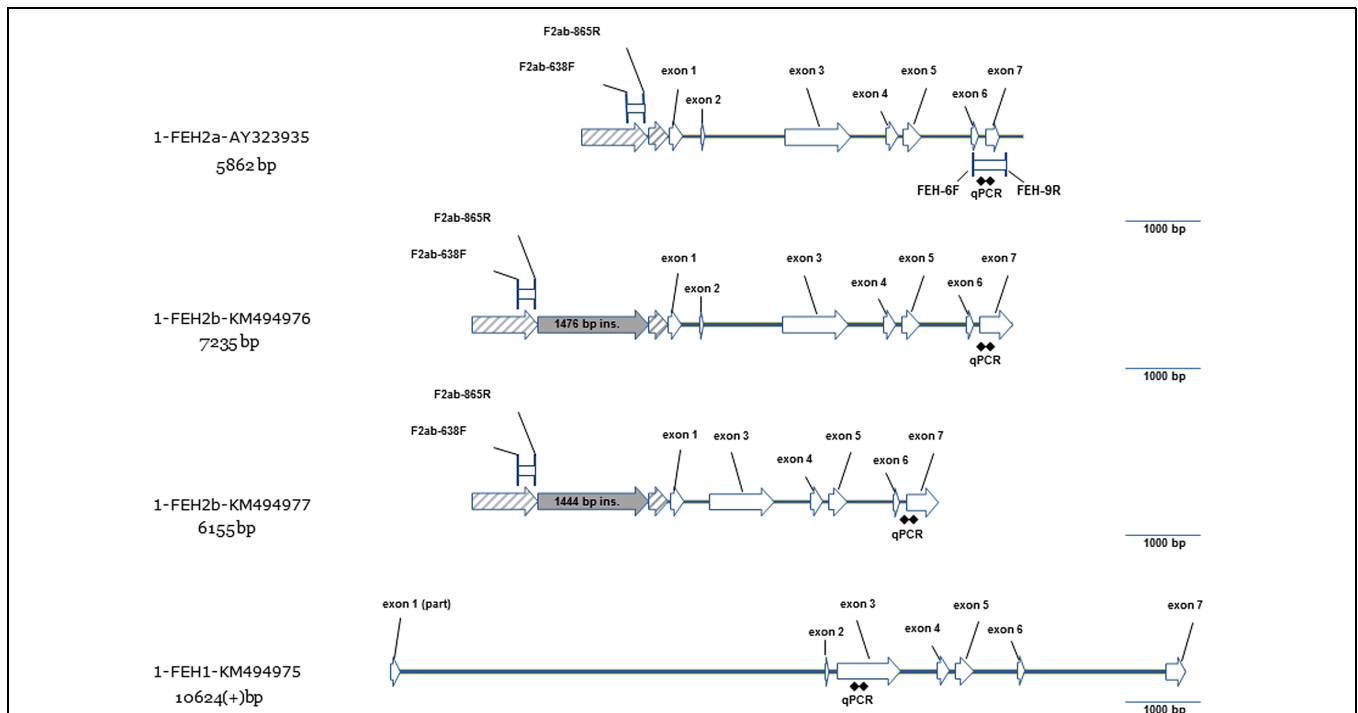 F2ab-865R
F2ab-638F
exon 1
exon 2
exon 3
exon 4
exon 5
exon 6
exon 7
1-FEH2a-AY323935
5862 bp
FEH-6F
qPCR
FEH-9R
1000 bp
F2ab-865R
F2ab-638F
exon 1
exon 2
exon 3
exon 4
exon 5
exon 6
exon 7
1-FEH2b-KM494976
7235 bp
1476 bp ins.
qPCR
1000 bp
F2ab-865R
F2ab-638F
exon 1
exon 3
exon 4
exon 5
exon 6
exon 7
1-FEH2b-KM494977
6155 bp
1444 bp ins.
qPCR
1000 bp
exon 1 (part)
exon 2
exon 3
exon 4
exon 5
exon 6
exon 7
1-FEH1-KM494975
10624(+)bp
qPCR
1000 bp